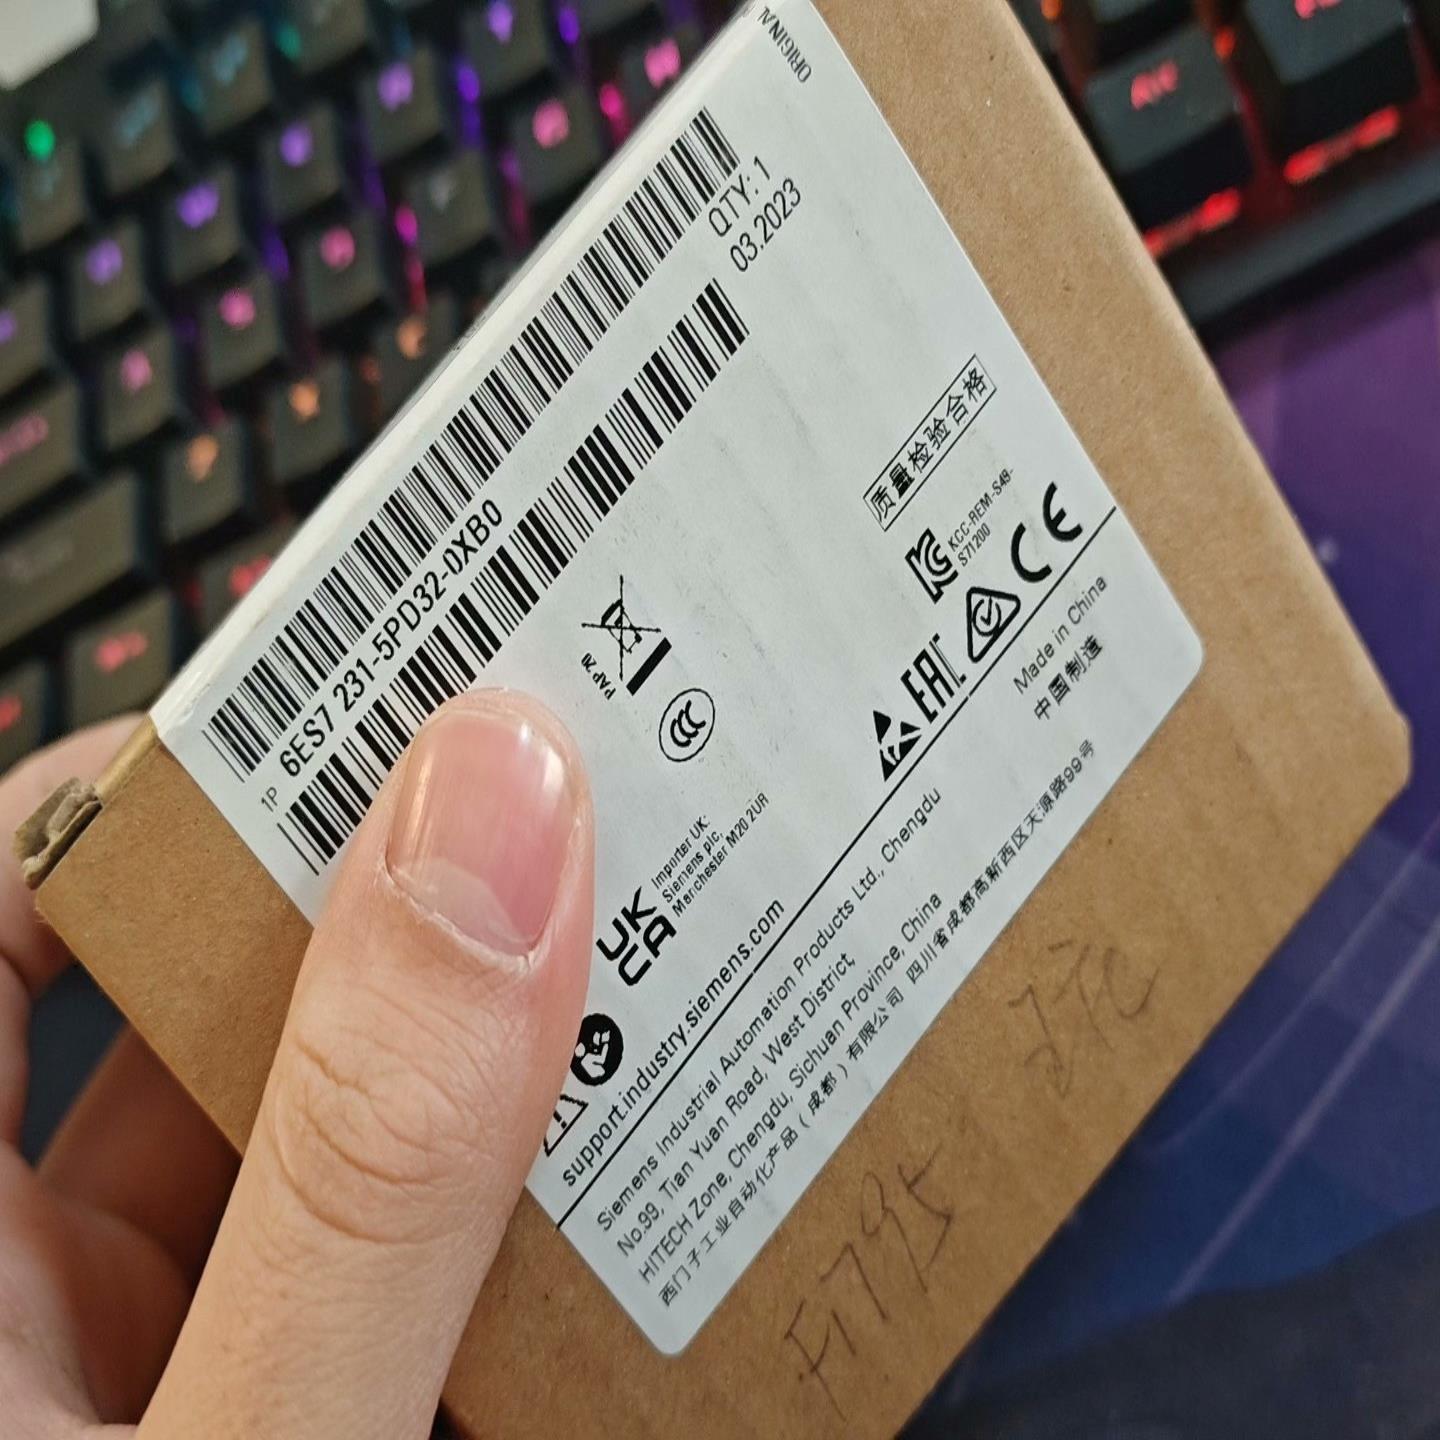 ORIGINAL
QTY: 1
03.2023
1P 6ES7 231-5PD32-0XB0
质量检验合格
KCC-REM-S49-
S71200
PAP 20
CCC
CE
EAC
Made in China
中国制造
UK
CA
Importer UK:
Siemens plc,
Manchester M20 2UR
support.industry.siemens.com
Siemens Industrial Automation Products Ltd., Chengdu
No.99, Tian Yuan Road, West District,
HITECH Zone, Chengdu, Sichuan Province, China
西门子工业自动化产品（成都）有限公司 四川省成都高新西区天源路99号